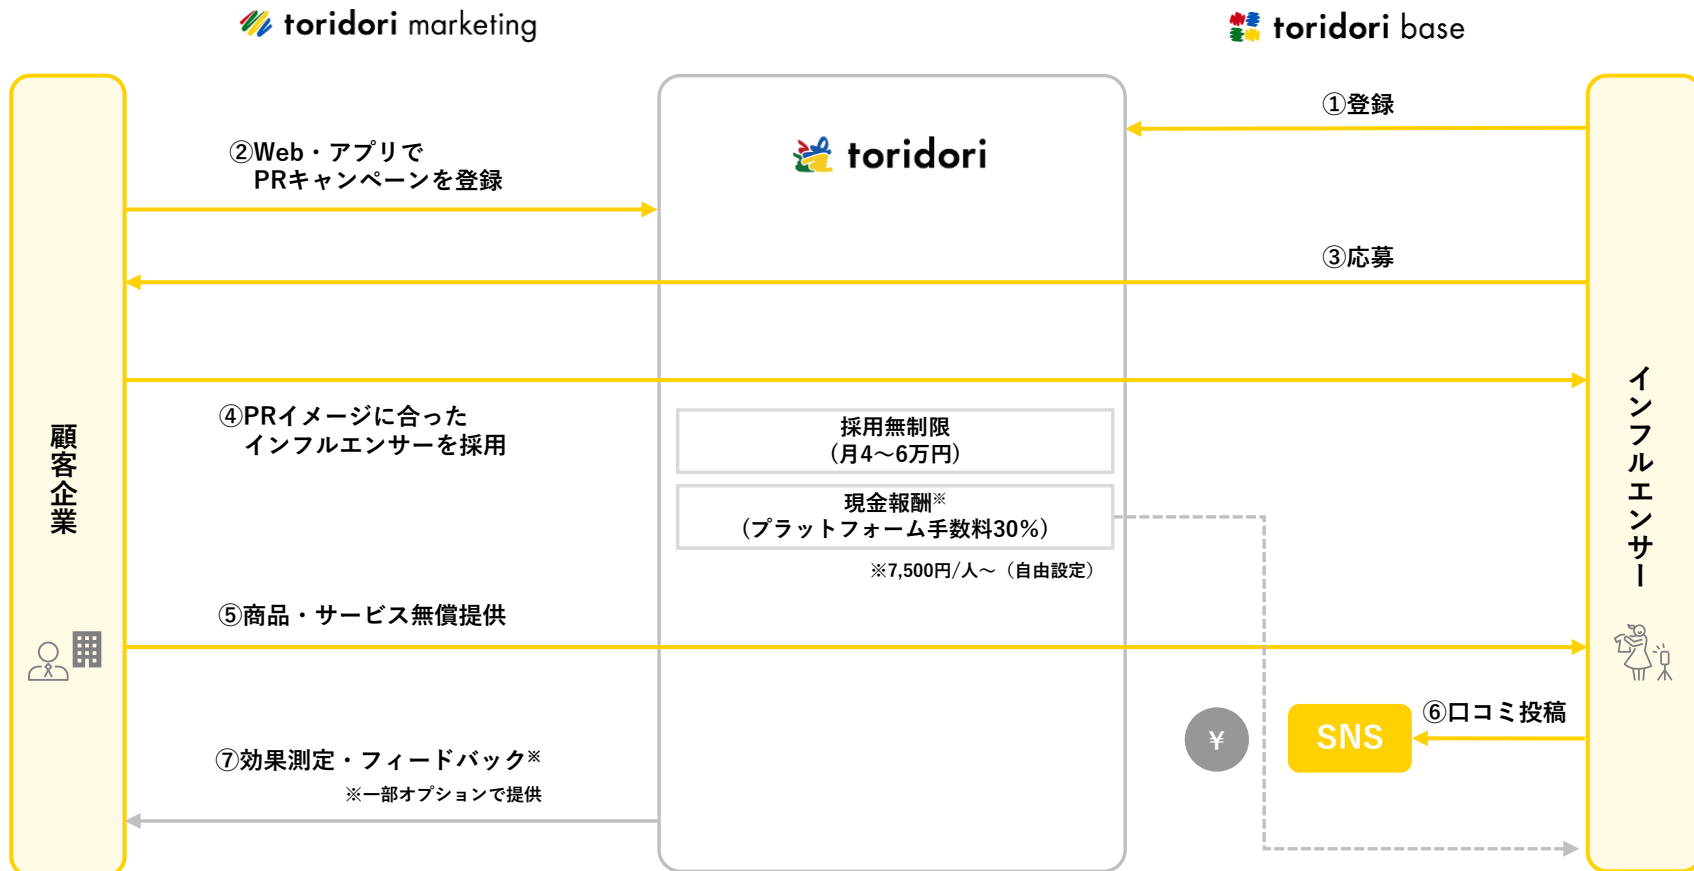 toridori marketing
toridori base
①登録
②Web・アプリで
PRキャンペーンを登録
toridori
③応募
④PRイメージに合った
インフルエンサーを採用
採用無制限
(月4～6万円)
現金報酬※
(プラットフォーム手数料30%)
※7,500円/人～（自由設定）
顧客企業
インフルエンサー
⑤商品・サービス無償提供
⑥口コミ投稿
SNS
¥
⑦効果測定・フィードバック※
※一部オプションで提供